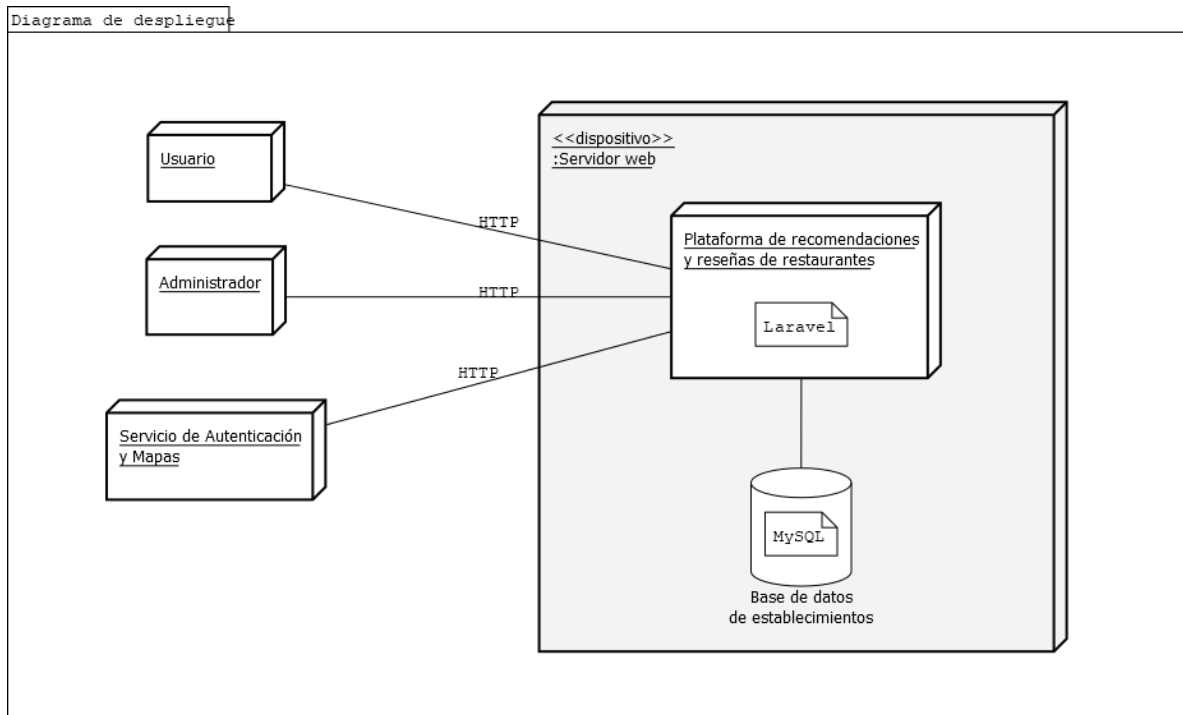 Diagrama de despliegue
<<dispositivo>>
:Servidor web
Usuario
HTTP
Plataforma de recomendaciones
y reseñas de restaurantes
Administrador
HTTP
Laravel
HTTP
Servicio de Autenticación
y Mapas
MySQL
Base de datos
de establecimientos